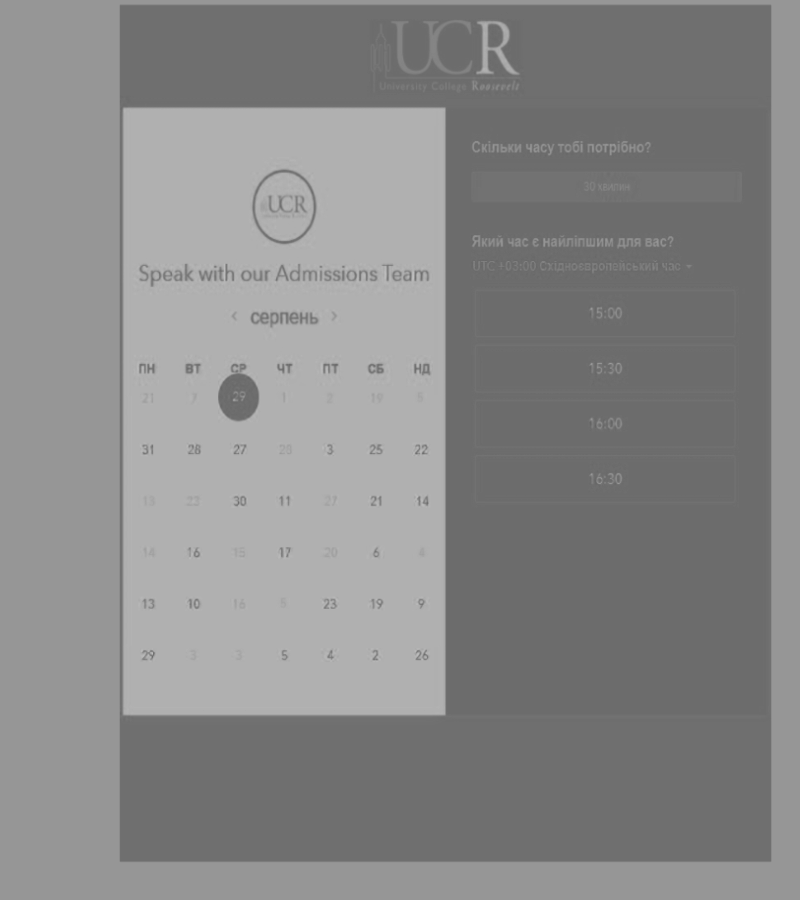 UCR
University College Roosevelt
UCR
Speak with our Admissions Team
‹ серпень ›
ПН ВТ СР ЧТ ПТ СБ НД
21 7 29 1 2 19 5
31 28 27 28 3 25 22
13 22 30 11 27 21 14
14 16 15 17 20 6 4
13 10 16 5 23 19 9
29 3 3 5 4 2 26
Скільки часу тобі потрібно?
30 хвилин
Який час є найліпшим для вас?
UTC +03:00 Східноєвропейський час
15:00
15:30
16:00
16:30